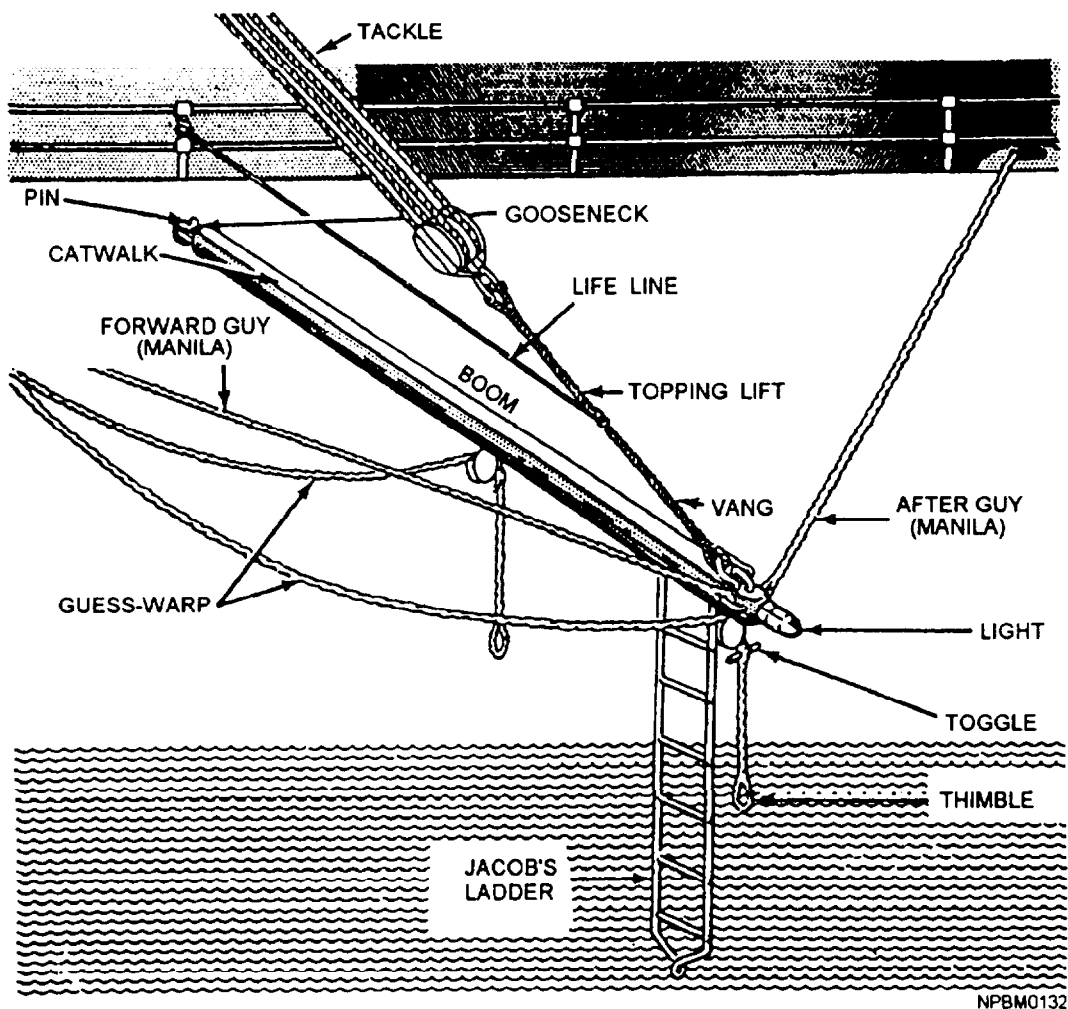 TACKLE
PIN
GOOSENECK
CATWALK
LIFE LINE
FORWARD GUY
(MANILA)
BOOM
TOPPING LIFT
VANG
AFTER GUY
(MANILA)
GUESS-WARP
LIGHT
TOGGLE
THIMBLE
JACOB'S
LADDER
NPBM0132